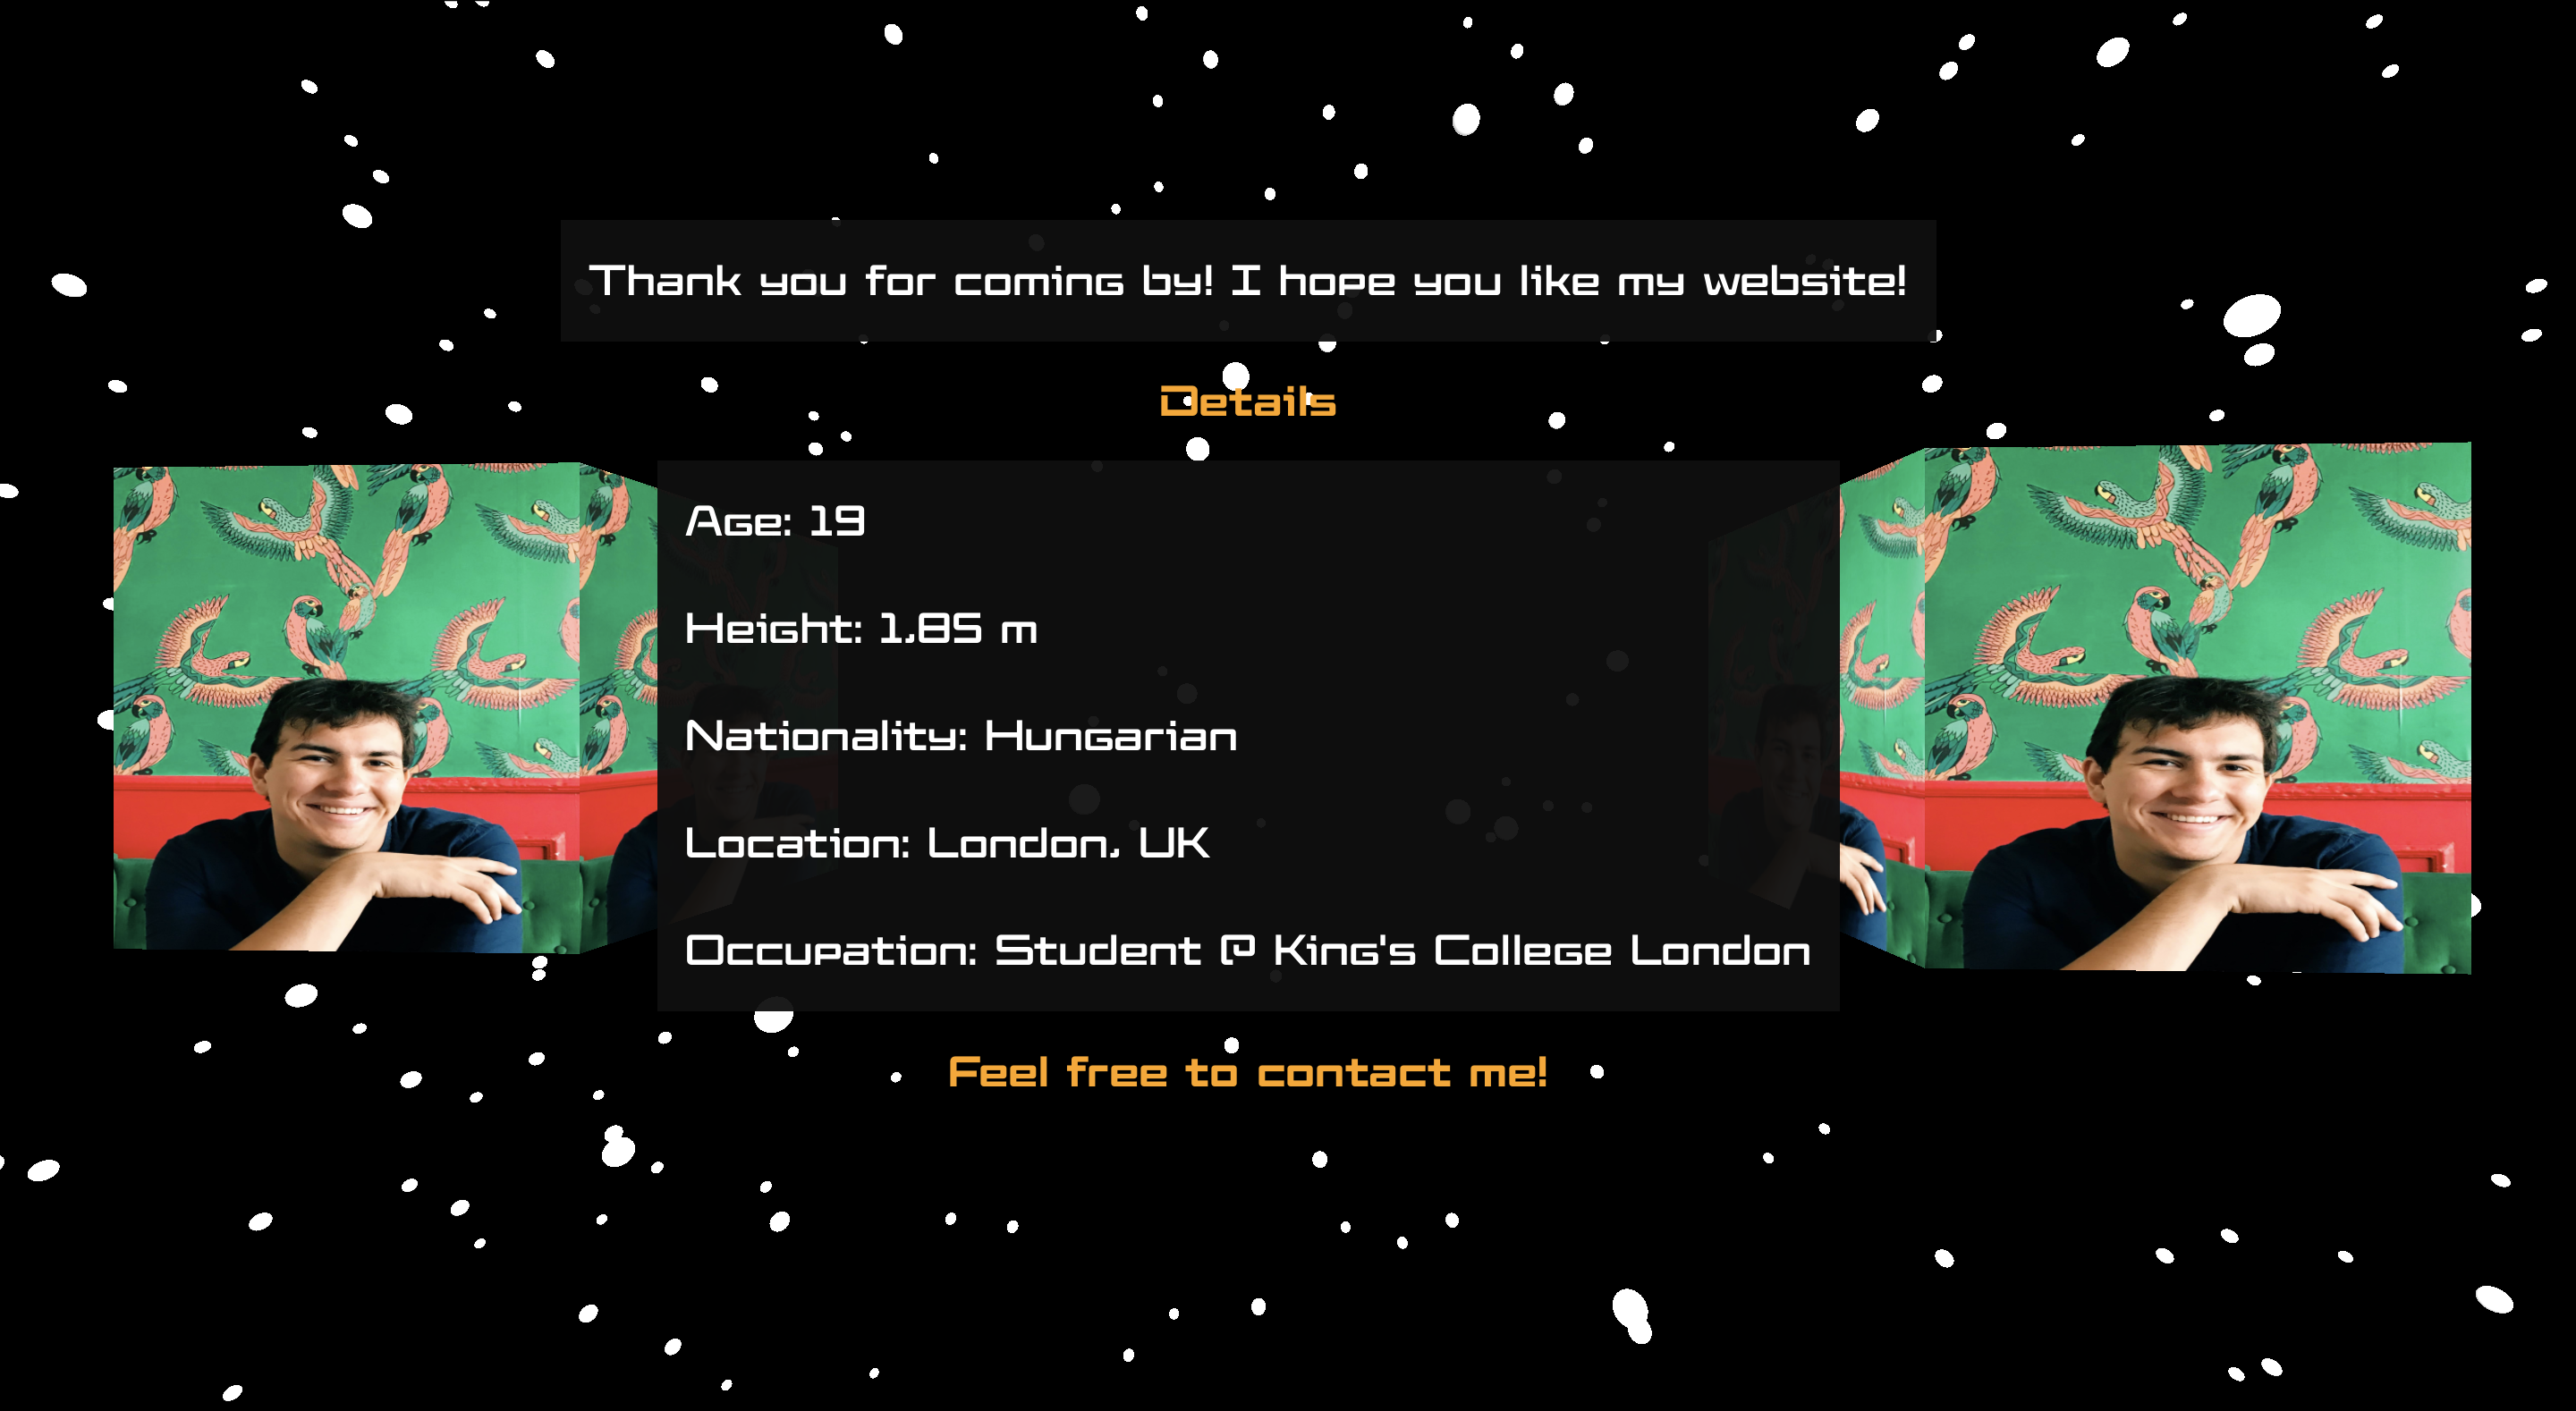 Thank you for coming by! I hope you like my website!
Details
Age: 19
Height: 1,85 m
Nationality: Hungarian
Location: London, UK
Occupation: Student @ King's College London
Feel free to contact me!